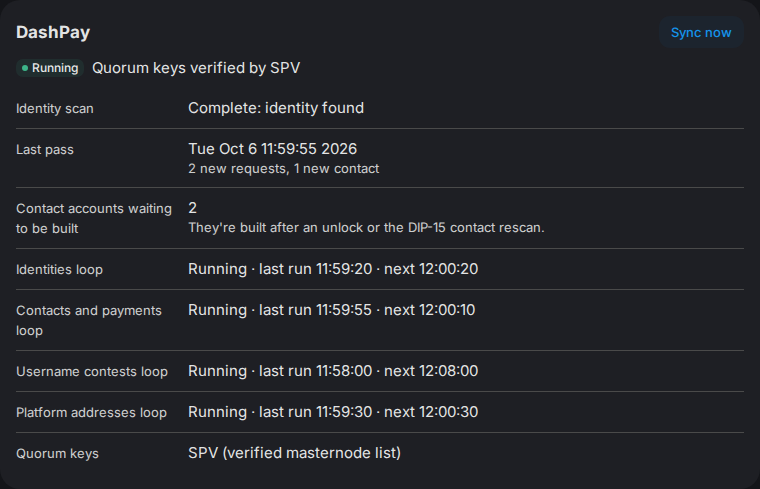 DashPay
Sync now
Running
Quorum keys verified by SPV
Identity scan
Complete: identity found
Last pass
Tue Oct 6 11:59:55 2026
2 new requests, 1 new contact
Contact accounts waiting
to be built
2
They're built after an unlock or the DIP-15 contact rescan.
Identities loop
Running · last run 11:59:20 · next 12:00:20
Contacts and payments
loop
Running · last run 11:59:55 · next 12:00:10
Username contests loop
Running · last run 11:58:00 · next 12:08:00
Platform addresses loop
Running · last run 11:59:30 · next 12:00:30
Quorum keys
SPV (verified masternode list)